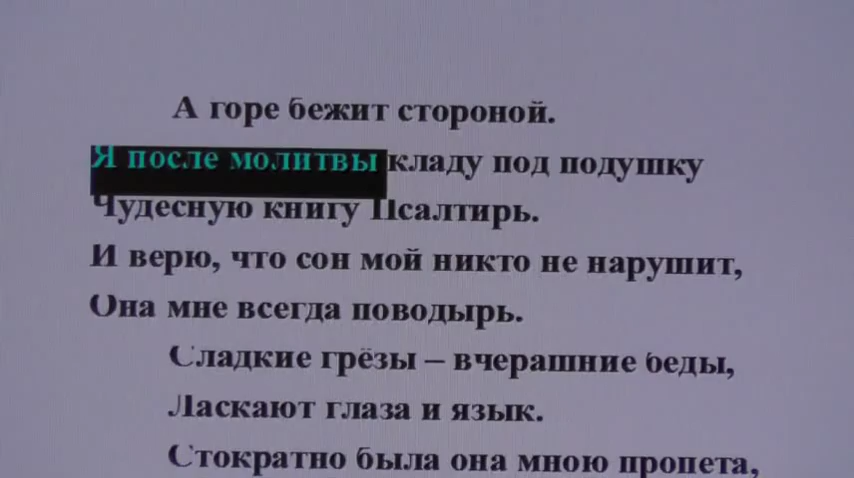 А горе бежит стороной.
Я после молитвы кладу под подушку
Чудесную книгу Псалтирь.
И верю, что сон мой никто не нарушит,
Она мне всегда поводырь.
Сладкие грёзы – вчерашние беды,
Ласкают глаза и язык.
Стократно была она мною пропета,